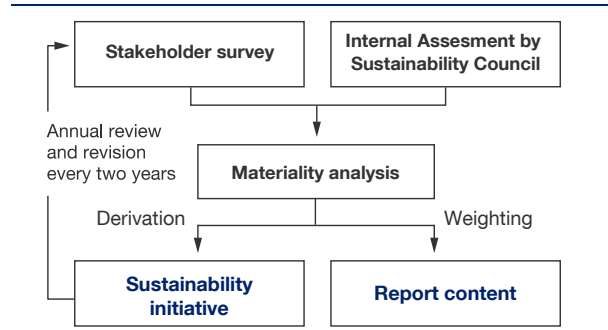 Stakeholder survey
Internal Assesment by
Sustainability Council
Annual review
and revision
every two years
Materiality analysis
Derivation
Weighting
Sustainability
initiative
Report content